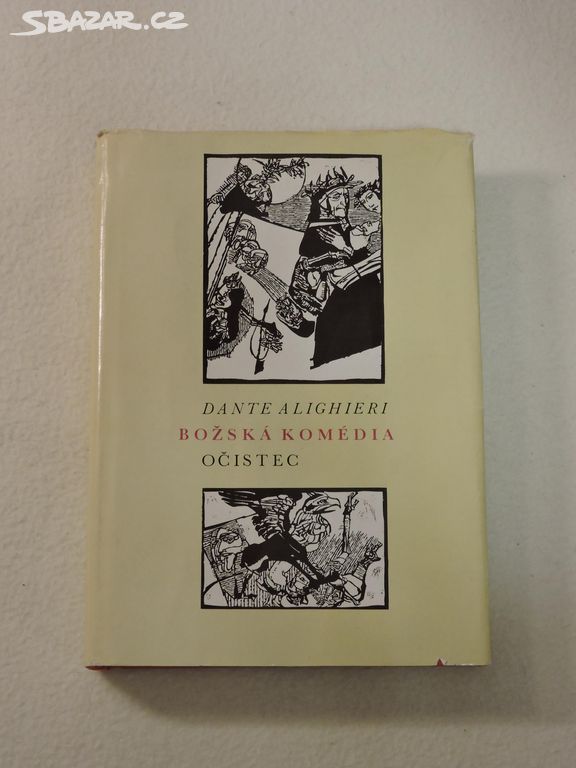 SBAZAR.CZ
DANTE ALIGHIERI
BOŽSKÁ KOMÉDIA
OČISTEC